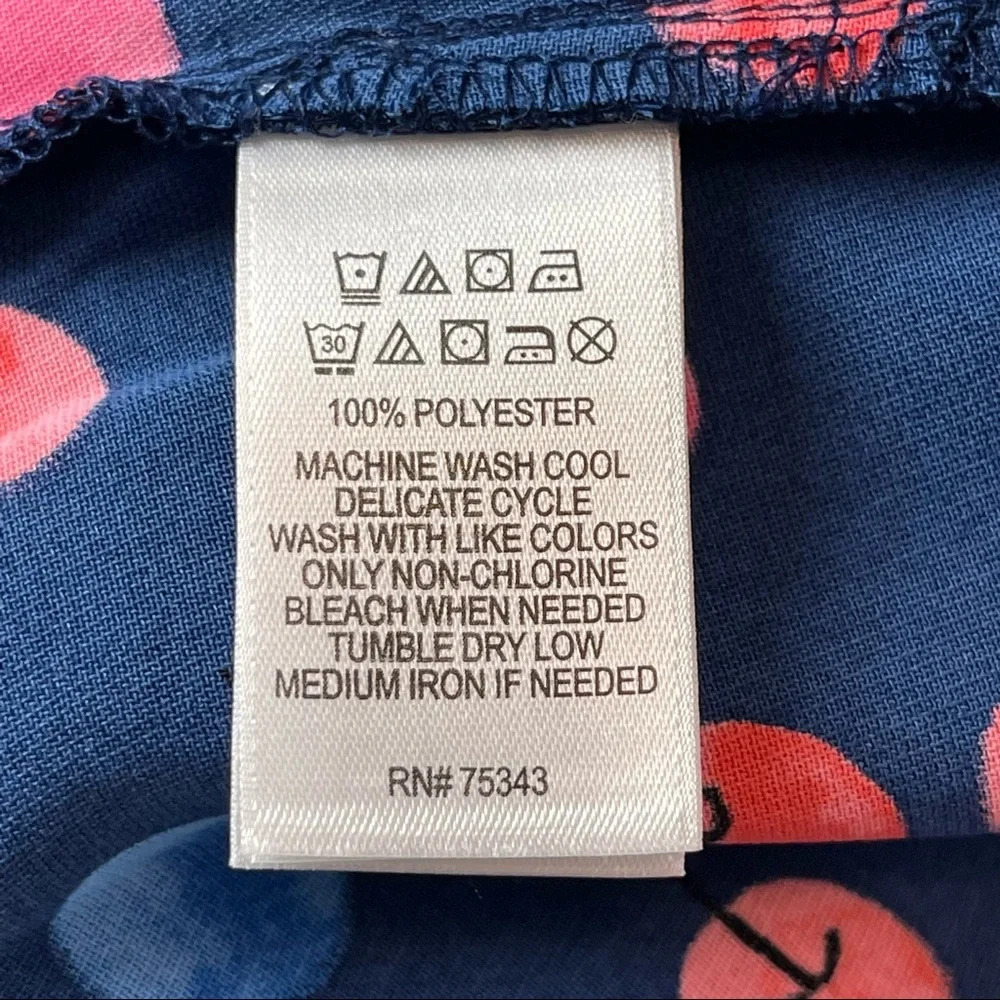 30
100% POLYESTER
MACHINE WASH COOL
DELICATE CYCLE
WASH WITH LIKE COLORS
ONLY NON-CHLORINE
BLEACH WHEN NEEDED
TUMBLE DRY LOW
MEDIUM IRON IF NEEDED
RN# 75343